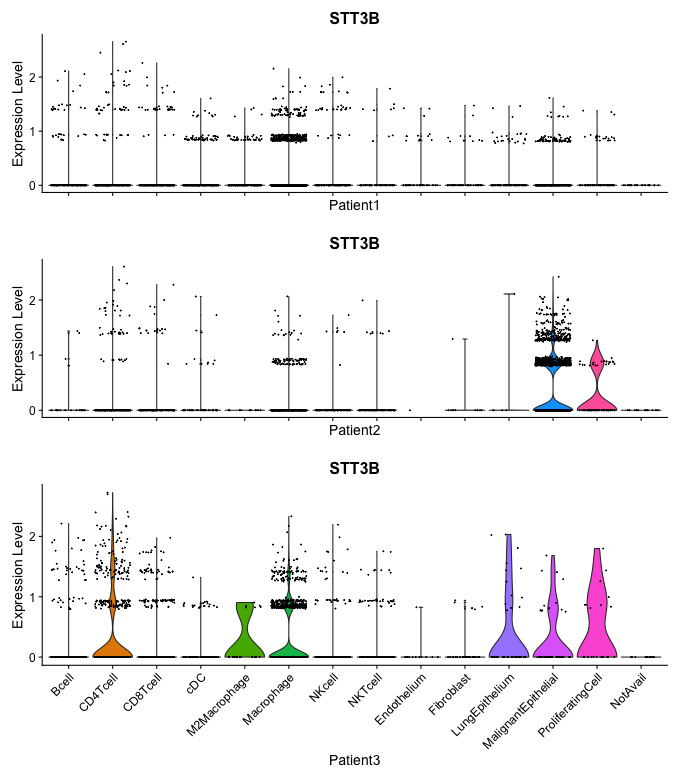 STT3B
Expression Level
2
1
0
Patient1
STT3B
Expression Level
2
1
0
Patient2
STT3B
Expression Level
2
1
0
Bcell
CD4Tcell
CD8Tcell
cDC
M2Macrophage
Macrophage
NKcell
NKTcell
Endothelium
Fibroblast
LungEpithelium
MalignantEpithelial
ProliferatingCell
NotAvail
Patient3